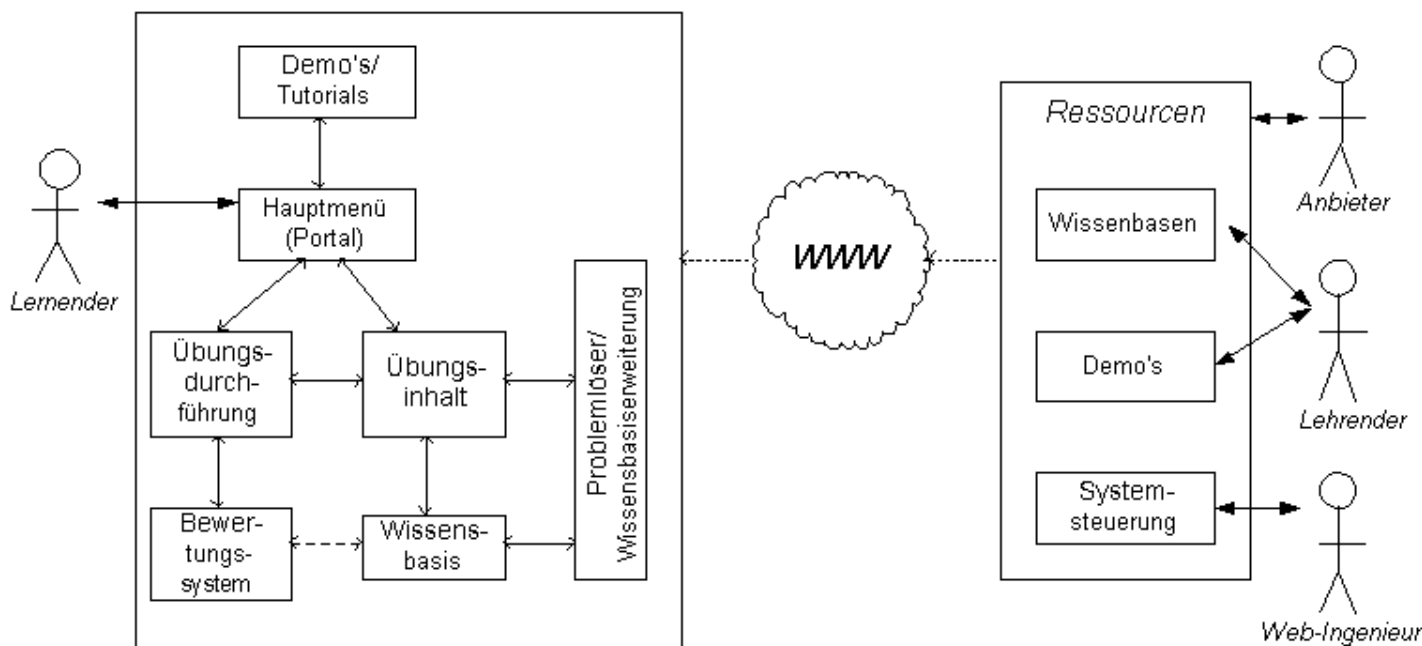 Demo's/
Tutorials
Hauptmenü
(Portal)
Lernender
Übungs-
durch-
führung
Übungs-
inhalt
Bewer-
tungs-
system
Wissens-
basis
Problemlöser/
Wissensbasiserweiterung
WWW
Ressourcen
Wissenbasen
Demo's
System-
steuerung
Anbieter
Lehrender
Web-Ingenieur